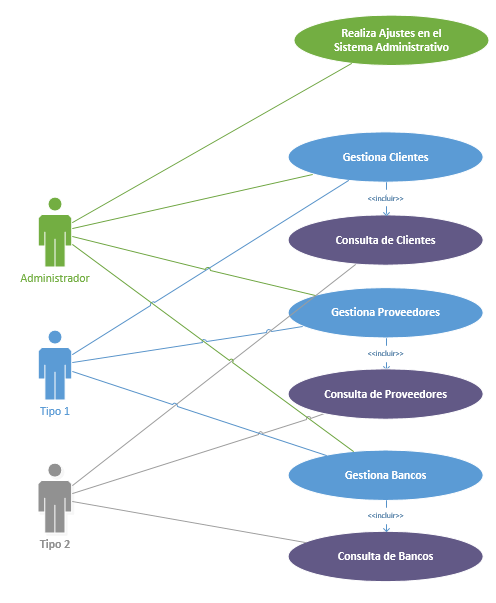 Realiza Ajustes en el
Sistema Administrativo
Gestiona Clientes
<<incluir>>
Consulta de Clientes
Administrador
Gestiona Proveedores
<<incluir>>
Consulta de Proveedores
Tipo 1
Gestiona Bancos
<<incluir>>
Tipo 2
Consulta de Bancos